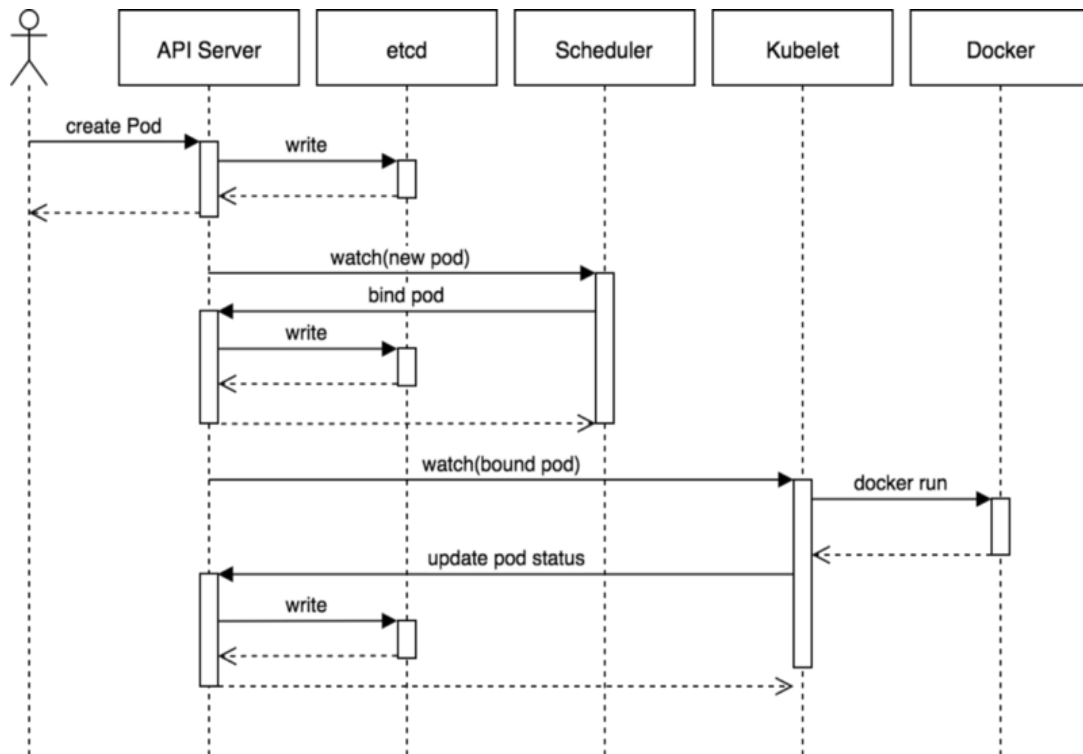 API Server
etcd
Scheduler
Kubelet
Docker
create Pod
write
watch(new pod)
bind pod
write
watch(bound pod)
docker run
update pod status
write